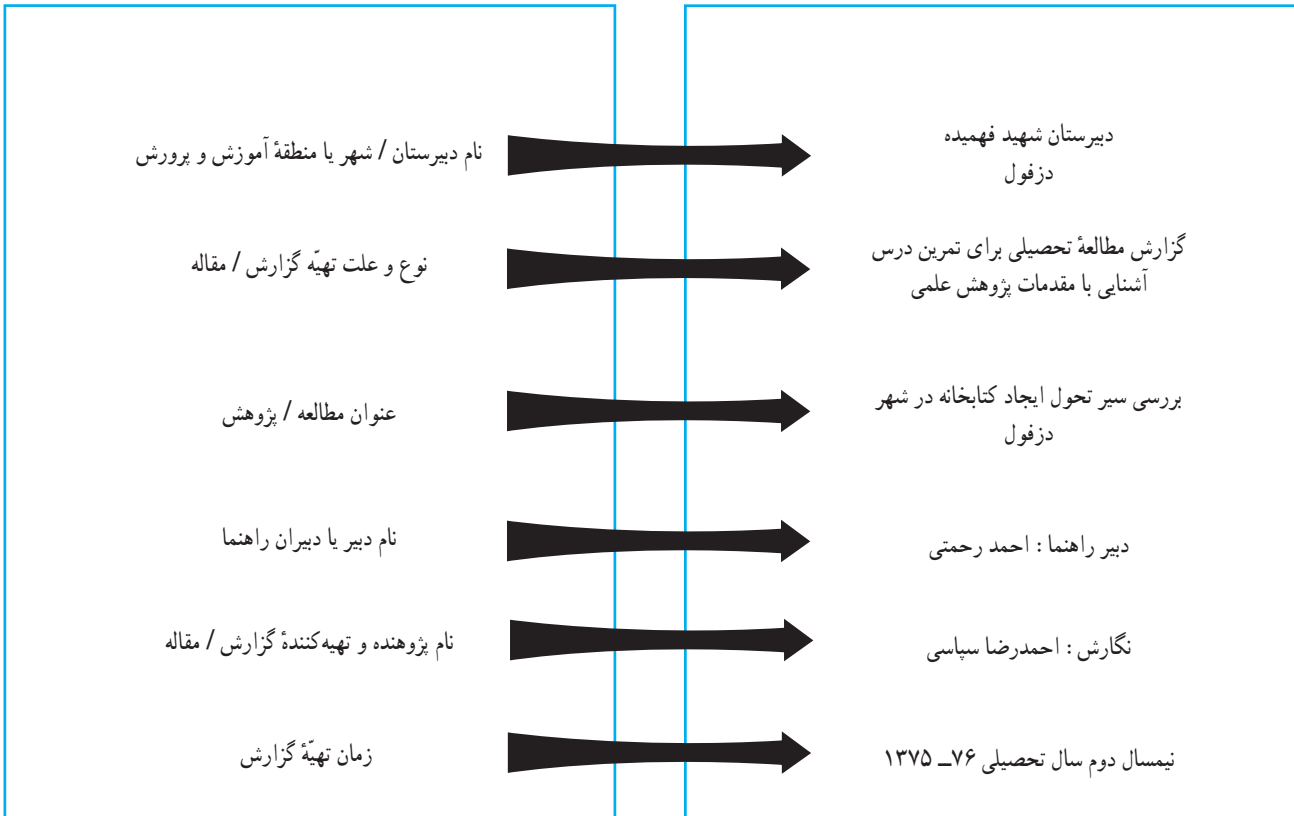 نام دبیرستان / شهر یا منطقهٔ آموزش و پرورش
دبیرستان شهید فهمیده
دزفول
نوع و علت تهیّه گزارش / مقاله
گزارش مطالعهٔ تحصیلی برای تمرین درس
آشنایی با مقدمات پژوهش علمی
عنوان مطالعه / پژوهش
بررسی سیر تحول ایجاد کتابخانه در شهر
دزفول
نام دبیر یا دبیران راهنما
دبیر راهنما : احمد رحمتی
نام پژوهنده و تهیه‌کنندهٔ گزارش / مقاله
نگارش : احمدرضا سپاسی
زمان تهیّهٔ گزارش
نیمسال دوم سال تحصیلی ۷۶ــ ۱۳۷۵